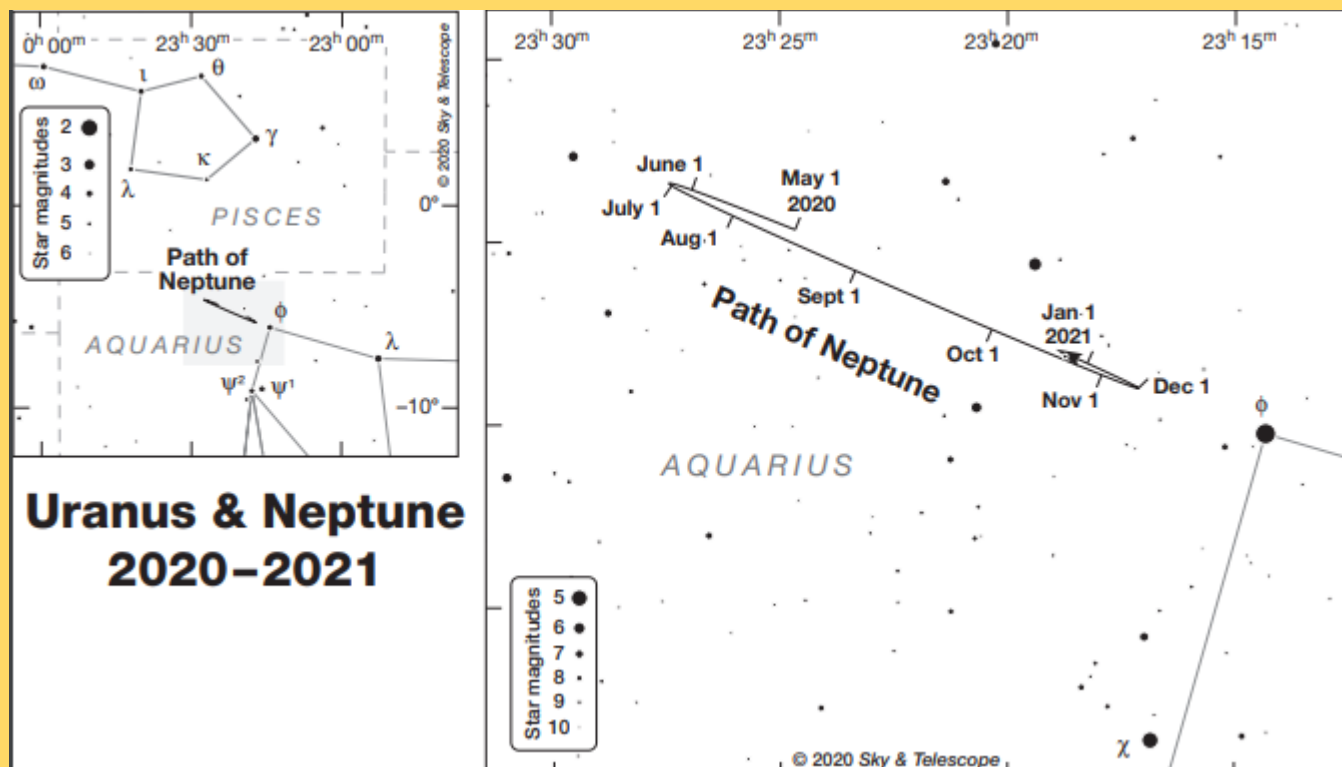 0ʰ 00ᵐ 23ʰ 30ᵐ 23ʰ 00ᵐ
ω ι θ
Star magnitudes
2
3
4
5
6
γ
κ
λ
© 2020 Sky & Telescope
PISCES
0°
Path of
Neptune
ϕ
AQUARIUS
λ
ψ² ψ¹
–10°
Uranus & Neptune
2020–2021
23ʰ 30ᵐ 23ʰ 25ᵐ 23ʰ 20ᵐ 23ʰ 15ᵐ
June 1
May 1
2020
July 1
Aug 1
Sept 1
Path of Neptune
Jan 1
2021
Oct 1
Nov 1
Dec 1
ϕ
AQUARIUS
Star magnitudes
5
6
7
8
9
10
χ
© 2020 Sky & Telescope